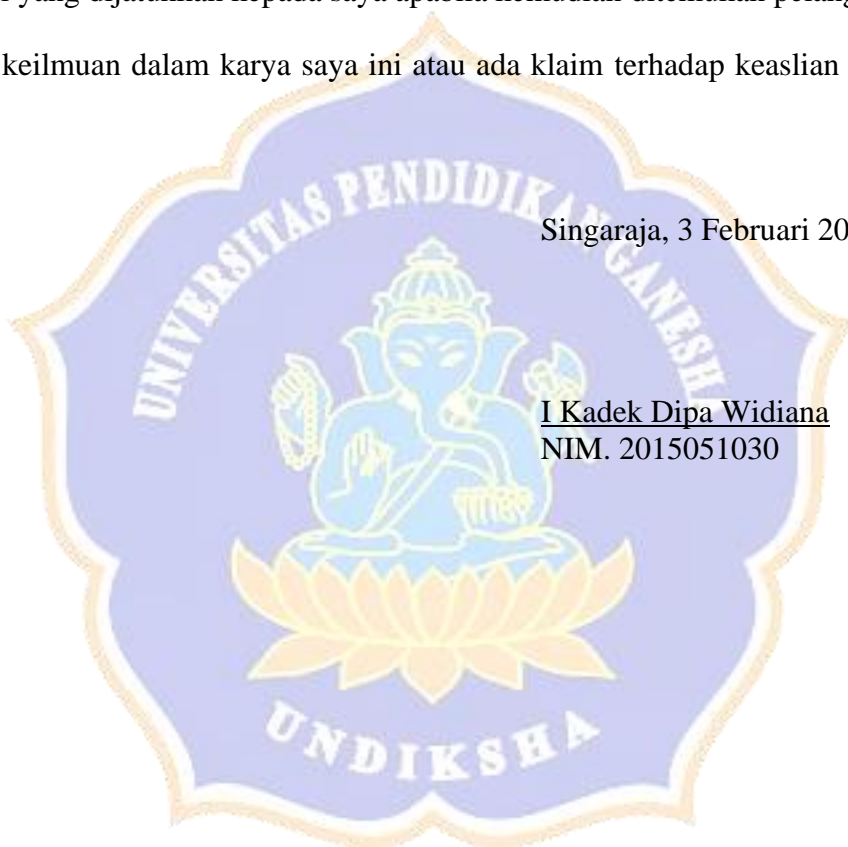 yang dijatuhkan kepada saya apabila kemudian ditemukan
keilmuan dalam karya saya ini atau ada klaim terhadap keaslian
UNIVERSITAS PENDIDIKAN GANESHA
Singaraja, 3 Februari 20
I Kadek Dipa Widiana
NIM. 2015051030
UNDIKSHA